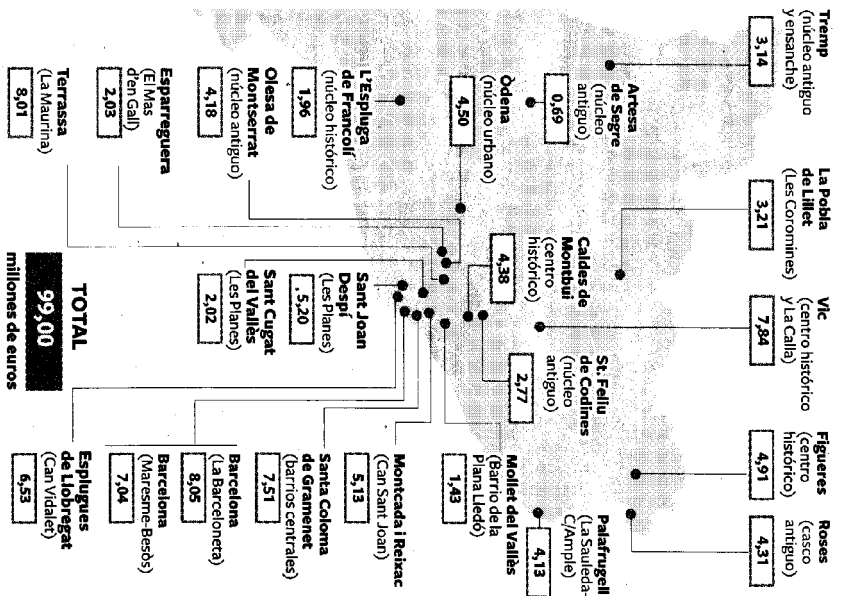 Tremp
(núcleo antiguo
y ensanche)
3,14
La Pobla
de Lillet
(Les Coromines)
3,21
Vic
(centro histórico
y La Calla)
7,84
Figueres
(centro
histórico)
4,91
Roses
(casco
antiguo)
4,31
Artesa
de Segre
(núcleo
antiguo)
0,69
Òdena
(núcleo urbano)
4,50
Caldes de
Montbui
(centro
histórico)
4,38
St. Feliu
de Codines
(núcleo
antiguo)
2,77
Palafrugell
(La Sauleda-
C/Ample)
4,13
L'Espluga
de Francolí
(núcleo histórico)
1,96
Olesa de
Montserrat
(núcleo antiguo)
4,18
Esparreguera
(El Mas
d'en Gall)
2,03
Terrassa
(La Maurina)
8,01
Sant Joan
Despí
(Les Planes)
5,20
Sant Cugat
del Vallès
(Les Planes)
2,02
Mollet del Vallès
(Barrio de la
Plana Lledó)
1,43
Montcada i Reixac
(Can Sant Joan)
5,13
Santa Coloma
de Gramenet
(barrios centrales)
7,51
Barcelona
(La Barceloneta)
8,05
Barcelona
(Maresme-Besòs)
7,04
Esplugues
de Llobregat
(Can Vidalet)
6,53
TOTAL
99,00
millones de euros